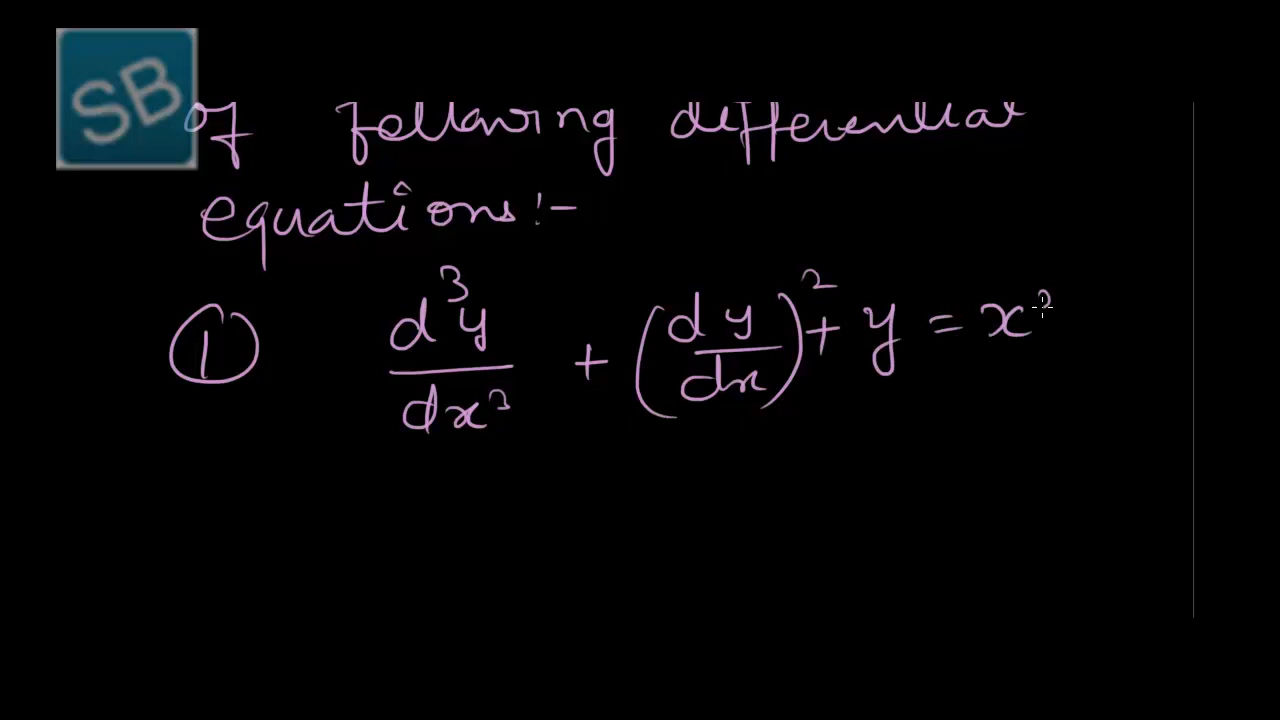 SB
of following differential
equations:-
① d³y/dx³ + (dy/dx)² + y = x²